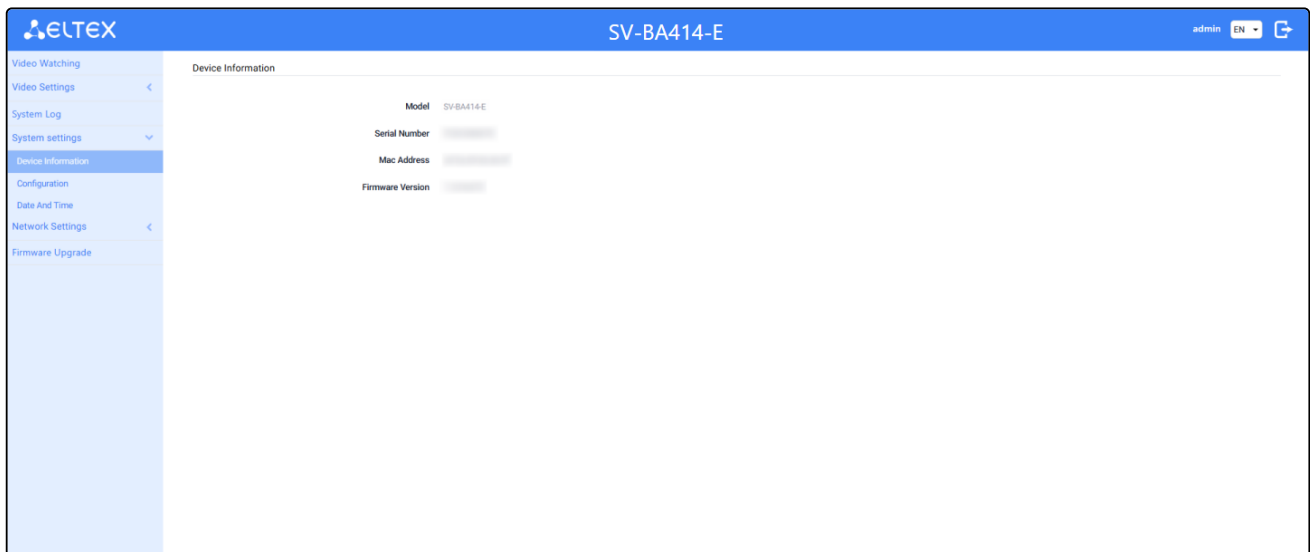 ELTEX
SV-BA414-E
admin EN
Video Watching
Video Settings
System Log
System settings
Device Information
Configuration
Date And Time
Network Settings
Firmware Upgrade
Device Information
Model SV-BA414-E
Serial Number
Mac Address
Firmware Version